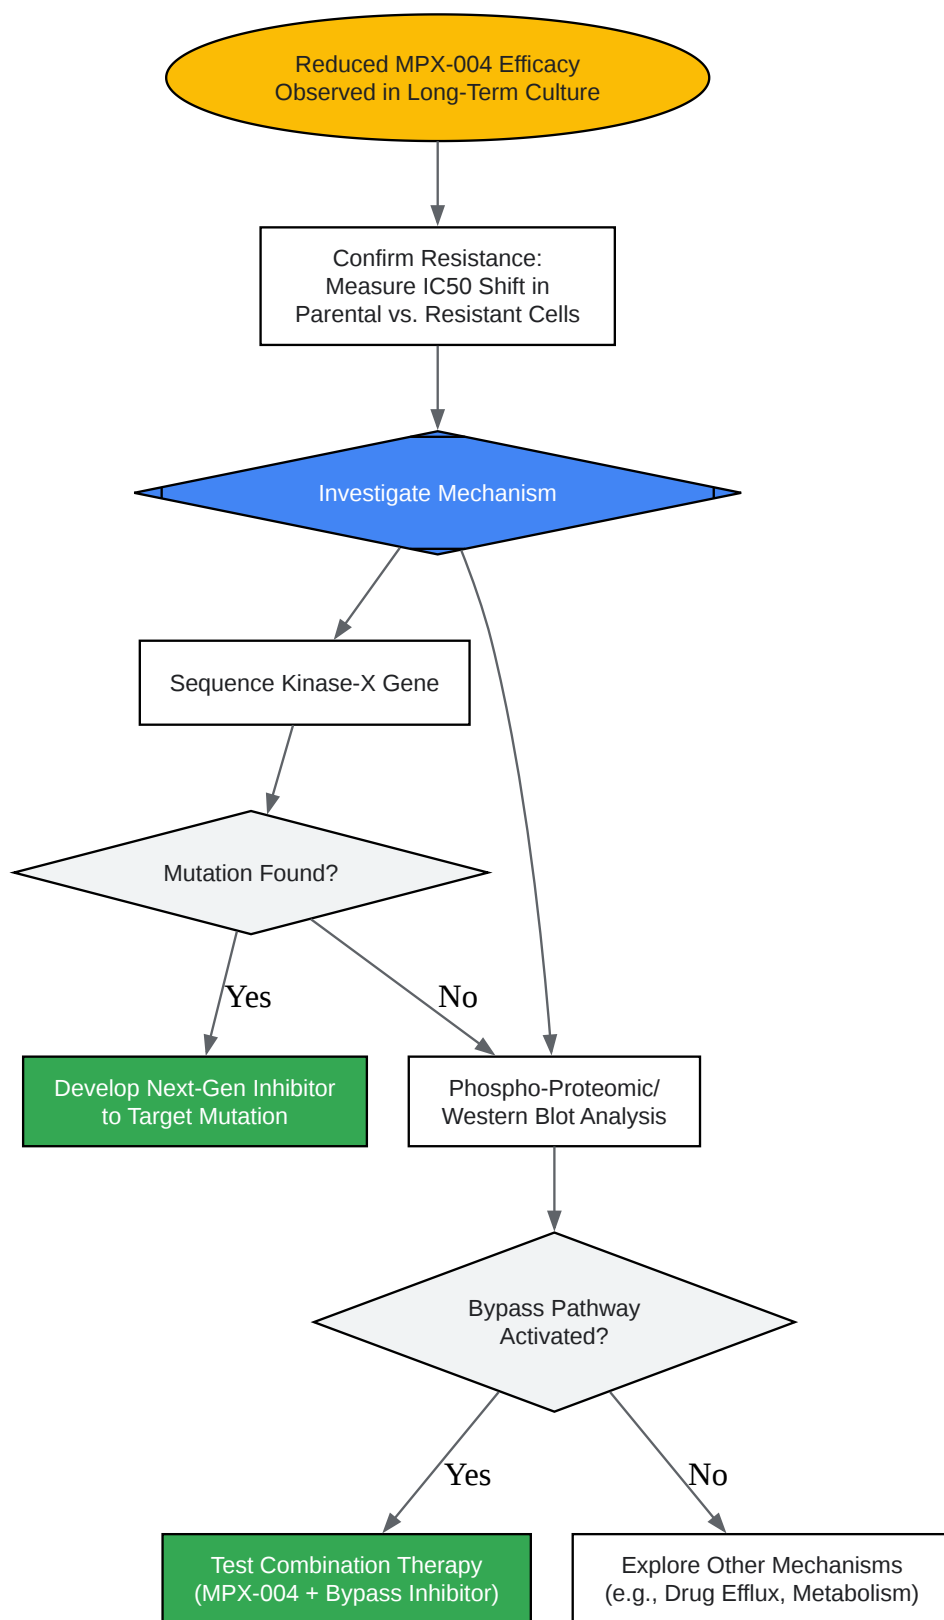 Reduced MPX-004 Efficacy
Observed in Long-Term Culture
Confirm Resistance:
Measure IC50 Shift in
Parental vs. Resistant Cells
Investigate Mechanism
Sequence Kinase-X Gene
Mutation Found?
Yes
No
Develop Next-Gen Inhibitor
to Target Mutation
Phospho-Proteomic/
Western Blot Analysis
Bypass Pathway
Activated?
Yes
No
Test Combination Therapy
(MPX-004 + Bypass Inhibitor)
Explore Other Mechanisms
(e.g., Drug Efflux, Metabolism)